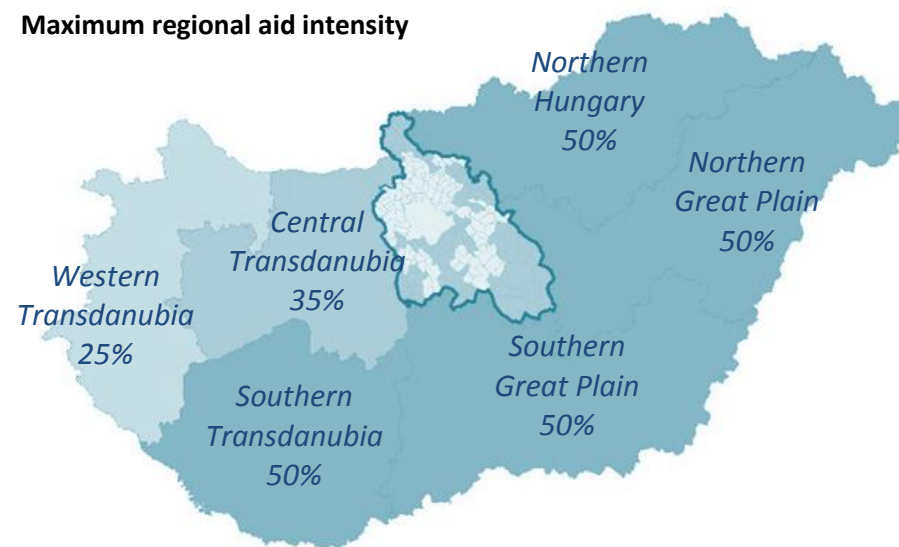 Maximum regional aid intensity
Northern
Hungary
50%
Northern
Great Plain
50%
Central
Transdanubia
35%
Western
Transdanubia
25%
Southern
Great Plain
50%
Southern
Transdanubia
50%